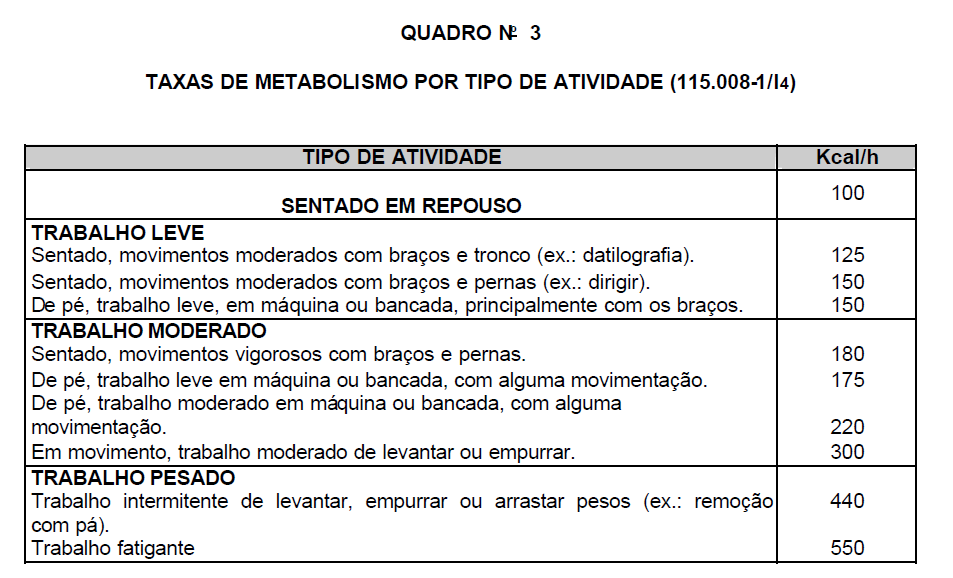 QUADRO Nº 3
TAXAS DE METABOLISMO POR TIPO DE ATIVIDADE (115.008-1/I4)
TIPO DE ATIVIDADE Kcal/h
SENTADO EM REPOUSO 100
TRABALHO LEVE
Sentado, movimentos moderados com braços e tronco (ex.: datilografia). 125
Sentado, movimentos moderados com braços e pernas (ex.: dirigir). 150
De pé, trabalho leve, em máquina ou bancada, principalmente com os braços. 150
TRABALHO MODERADO
Sentado, movimentos vigorosos com braços e pernas. 180
De pé, trabalho leve em máquina ou bancada, com alguma movimentação. 175
De pé, trabalho moderado em máquina ou bancada, com alguma
movimentação. 220
Em movimento, trabalho moderado de levantar ou empurrar. 300
TRABALHO PESADO
Trabalho intermitente de levantar, empurrar ou arrastar pesos (ex.: remoção 440
com pá).
Trabalho fatigante 550